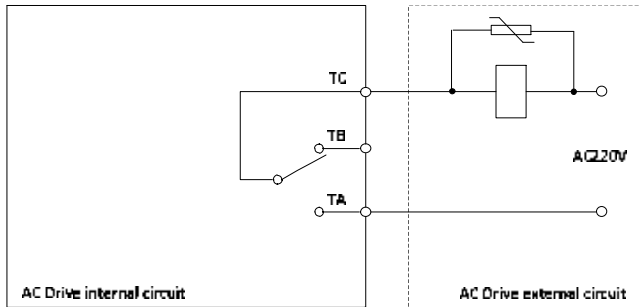 TC
TB
AC220V
TA
AC Drive internal circuit
AC Drive external circuit